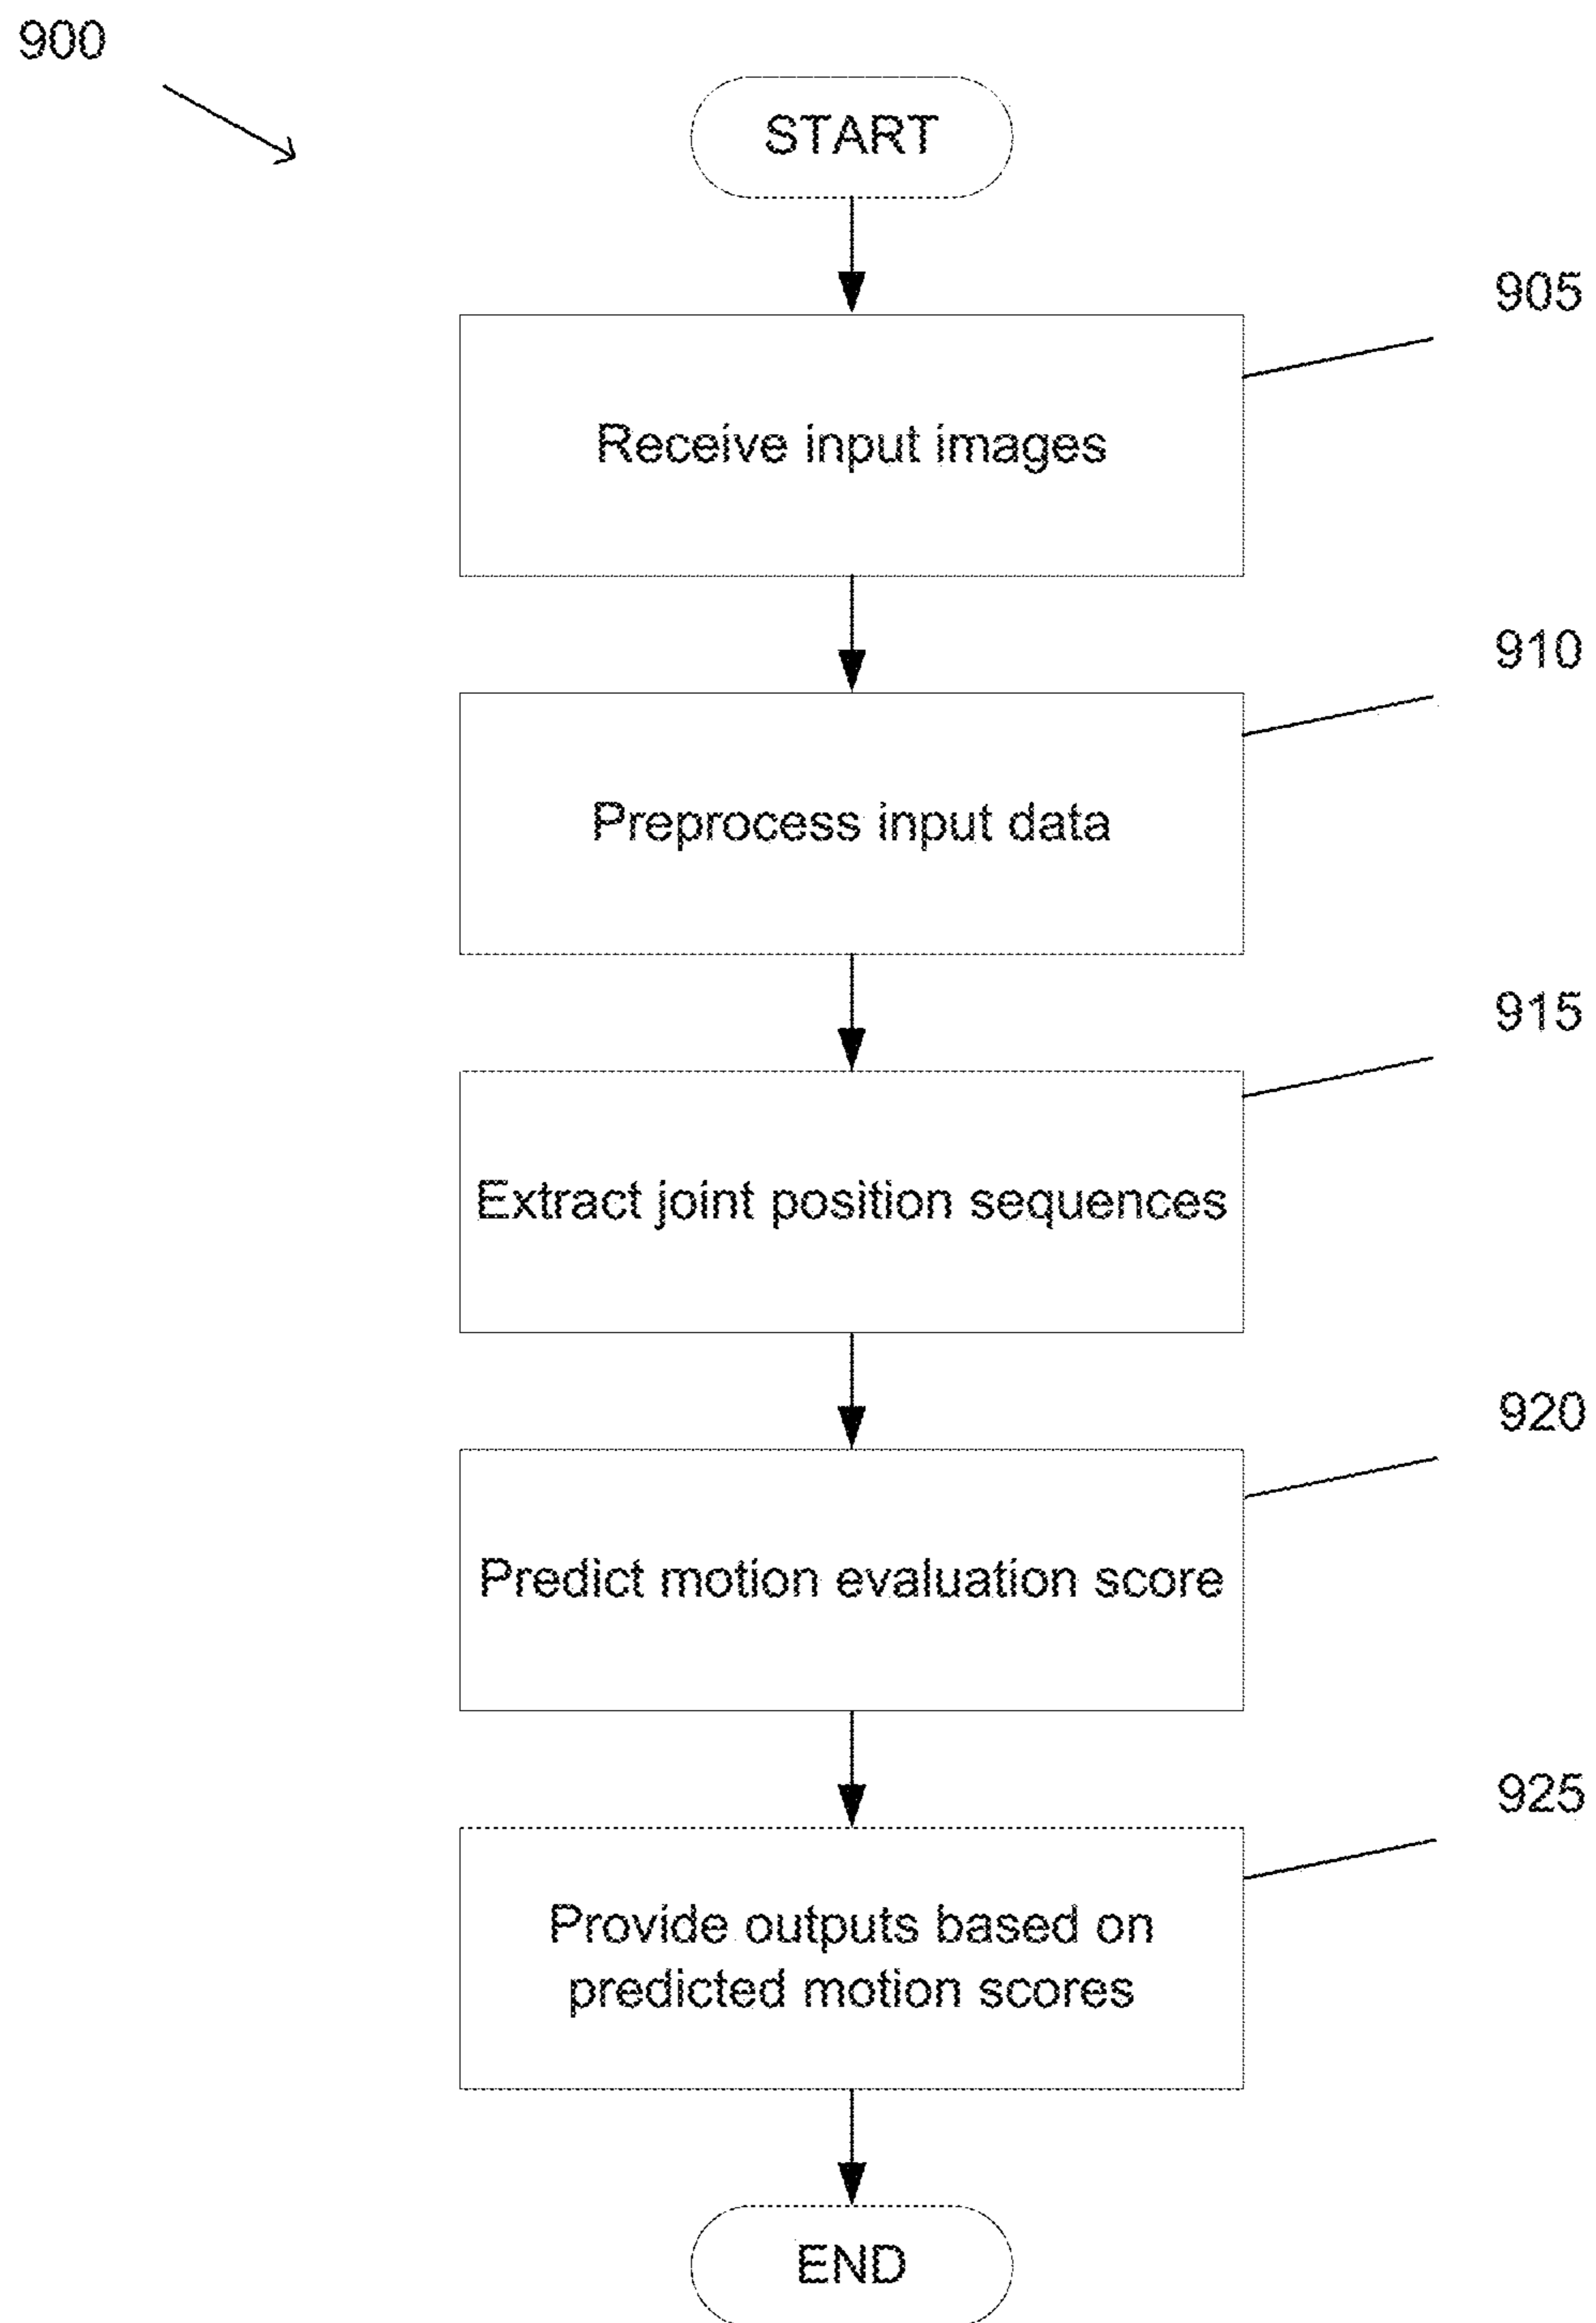 900
START
905
Receive input images
910
Preprocess input data
915
Extract joint position sequences
920
Predict motion evaluation score
925
Provide outputs based on
predicted motion scores
END